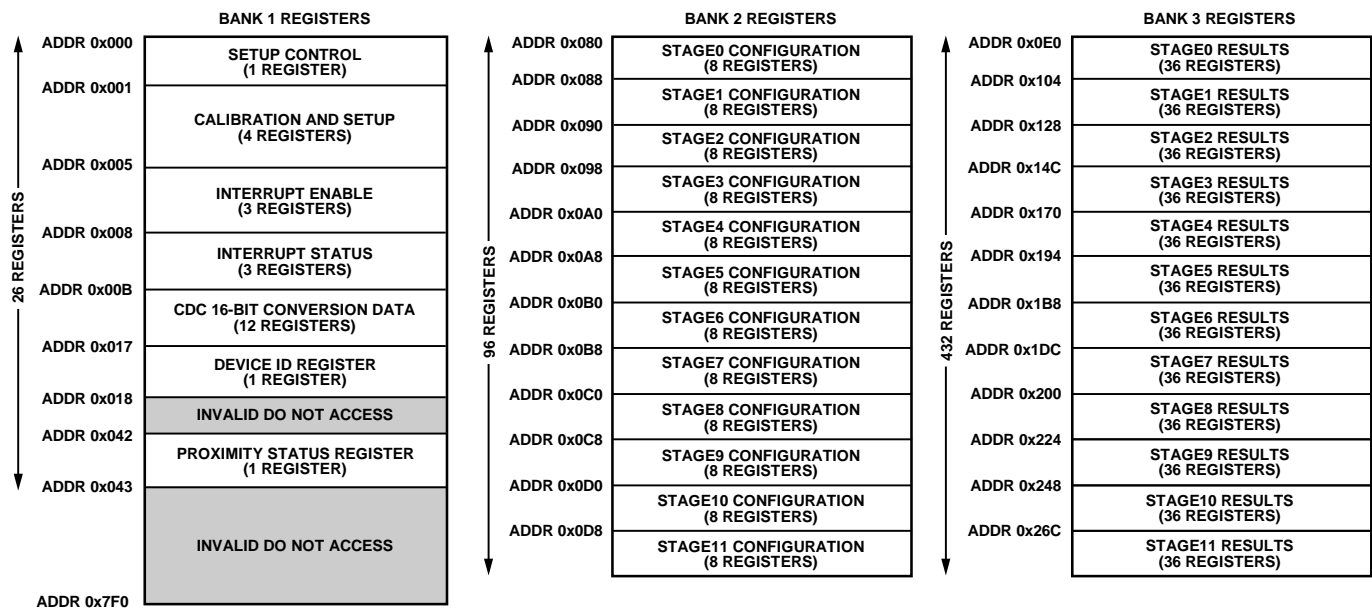 BANK 1 REGISTERS
ADDR 0x000
SETUP CONTROL
(1 REGISTER)
ADDR 0x001
CALIBRATION AND SETUP
(4 REGISTERS)
ADDR 0x005
INTERRUPT ENABLE
(3 REGISTERS)
ADDR 0x008
INTERRUPT STATUS
(3 REGISTERS)
ADDR 0x00B
CDC 16-BIT CONVERSION DATA
(12 REGISTERS)
ADDR 0x017
DEVICE ID REGISTER
(1 REGISTER)
ADDR 0x018
INVALID DO NOT ACCESS
ADDR 0x042
PROXIMITY STATUS REGISTER
(1 REGISTER)
ADDR 0x043
INVALID DO NOT ACCESS
ADDR 0x7F0
26 REGISTERS
BANK 2 REGISTERS
ADDR 0x080
STAGE0 CONFIGURATION
(8 REGISTERS)
ADDR 0x088
STAGE1 CONFIGURATION
(8 REGISTERS)
ADDR 0x090
STAGE2 CONFIGURATION
(8 REGISTERS)
ADDR 0x098
STAGE3 CONFIGURATION
(8 REGISTERS)
ADDR 0x0A0
STAGE4 CONFIGURATION
(8 REGISTERS)
ADDR 0x0A8
STAGE5 CONFIGURATION
(8 REGISTERS)
ADDR 0x0B0
STAGE6 CONFIGURATION
(8 REGISTERS)
ADDR 0x0B8
STAGE7 CONFIGURATION
(8 REGISTERS)
ADDR 0x0C0
STAGE8 CONFIGURATION
(8 REGISTERS)
ADDR 0x0C8
STAGE9 CONFIGURATION
(8 REGISTERS)
ADDR 0x0D0
STAGE10 CONFIGURATION
(8 REGISTERS)
ADDR 0x0D8
STAGE11 CONFIGURATION
(8 REGISTERS)
96 REGISTERS
BANK 3 REGISTERS
ADDR 0x0E0
STAGE0 RESULTS
(36 REGISTERS)
ADDR 0x104
STAGE1 RESULTS
(36 REGISTERS)
ADDR 0x128
STAGE2 RESULTS
(36 REGISTERS)
ADDR 0x14C
STAGE3 RESULTS
(36 REGISTERS)
ADDR 0x170
STAGE4 RESULTS
(36 REGISTERS)
ADDR 0x194
STAGE5 RESULTS
(36 REGISTERS)
ADDR 0x1B8
STAGE6 RESULTS
(36 REGISTERS)
ADDR 0x1DC
STAGE7 RESULTS
(36 REGISTERS)
ADDR 0x200
STAGE8 RESULTS
(36 REGISTERS)
ADDR 0x224
STAGE9 RESULTS
(36 REGISTERS)
ADDR 0x248
STAGE10 RESULTS
(36 REGISTERS)
ADDR 0x26C
STAGE11 RESULTS
(36 REGISTERS)
432 REGISTERS